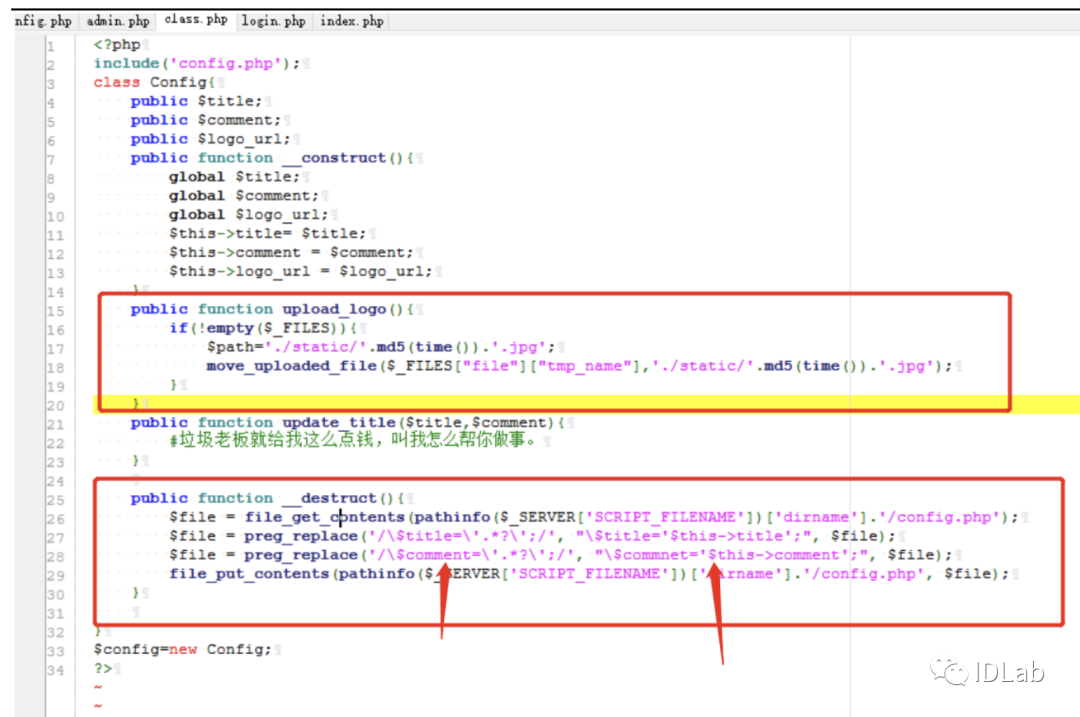 nfig.php admin.php class.php login.php index.php
1 <?php
2 include('config.php');
3 class Config{
4 public $title;
5 public $comment;
6 public $logo_url;
7 public function __construct(){
8 global $title;
9 global $comment;
10 global $logo_url;
11 $this->title= $title;
12 $this->comment = $comment;
13 $this->logo_url = $logo_url;
14 }
15 public function upload_logo(){
16 if(!empty($_FILES)){
17 $path='./static/'.md5(time()).'.jpg';
18 move_uploaded_file($_FILES["file"]["tmp_name"],'./static/'.md5(time()).'.jpg');
19 }
20 }
21 public function update_title($title,$comment){
22 #垃圾老板就给我这么点钱，叫我怎么帮你做事。
23 }
24
25 public function __destruct(){
26 $file = file_get_contents(pathinfo($_SERVER['SCRIPT_FILENAME'])['dirname'].'/config.php');
27 $file = preg_replace('/\$title=\'.*?\';/', "\$title='$this->title';", $file);
28 $file = preg_replace('/\$comment=\'.*?\';/', "\$commnet='$this->comment';", $file);
29 file_put_contents(pathinfo($_SERVER['SCRIPT_FILENAME'])['dirname'].'/config.php', $file);
30 }
31
32 }
33 $config=new Config;
34 ?>
~
~
IDLab